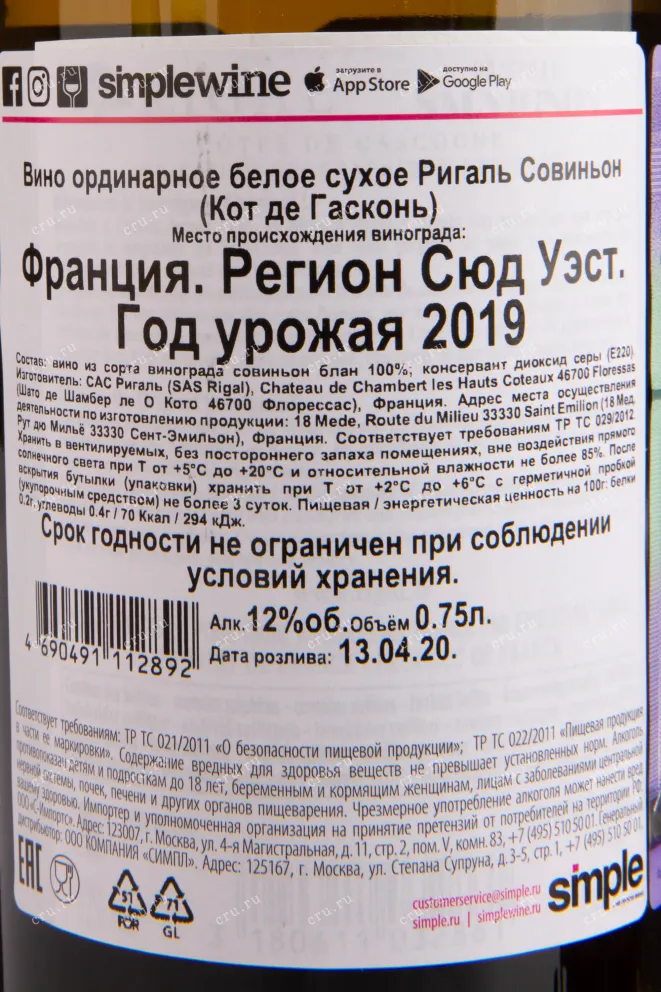 simplewine загрузите в App Store доступно на Google Play
Вино ординарное белое сухое Ригаль Совиньон
(Кот де Гасконь)
Место происхождения винограда:
Франция. Регион Сюд Уэст.
Год урожая 2019
Состав: вино из сорта винограда совиньон блан 100%; консервант диоксид серы (Е220)
Изготовитель: САС Ригаль (SAS Rigal), Chateau de Chambert les Hauts Coteaux 46700 Floressas
(Шато де Шамбер ле О Кото 46700 Флорессас), Франция. Адрес места осуществления
деятельности по изготовлению продукции: 18 Mede, Route du Milieu 33330 Saint Emilion (18 Мед,
Рут дю Мильё 33330 Сент-Эмильон), Франция. Соответствует требованиям ТР ТС 029/2012
Хранить в вентилируемых, без постороннего запаха помещениях, вне воздействия прямого
солнечного света при Т от +5°C до +20°C и относительной влажности не более 85%. После
вскрытия бутылки (упаковки) хранить при Т от +2°C до +6°C с герметичной пробкой
(укупорочным средством) не более 3 суток. Пищевая / энергетическая ценность на 100г: белки
0.2г, углеводы 0.4г / 70 Ккал / 294 кДж.
Срок годности не ограничен при соблюдении
условий хранения.
Алк. 12%об. Объём 0.75л.
4 690491 112892
Дата розлива: 13.04.20.
Соответствует требованиям: ТР ТС 021/2011 «О безопасности пищевой продукции»; ТР ТС 022/2011 «Пищевая продукция
в части ее маркировки». Содержание вредных для здоровья веществ не превышает установленных норм. Алкоголь
противопоказан детям и подросткам до 18 лет, беременным и кормящим женщинам, лицам с заболеваниями центральной
нервной системы, почек, печени и других органов пищеварения. Чрезмерное употребление алкоголя может нанести вред
вашему здоровью. Импортер и уполномоченная организация на принятие претензий от потребителей на территории РФ:
ООО «С-Импортс». Адрес: 123007, г. Москва, ул. 4-я Магистральная, д. 11, стр. 2, пом. V, комн. 83, +7 (495) 510 50 01. Генеральный
дистрибьютор: ООО КОМПАНИЯ «СИМПЛ». Адрес: 125167, г. Москва, ул. Степана Супруна, д. 3-5, стр. 1, +7 (495) 510 50 01.
EAC
51 FOR
71 GL
customerservice@simple.ru
simple.ru | simplewine.ru
simple
cru.ru